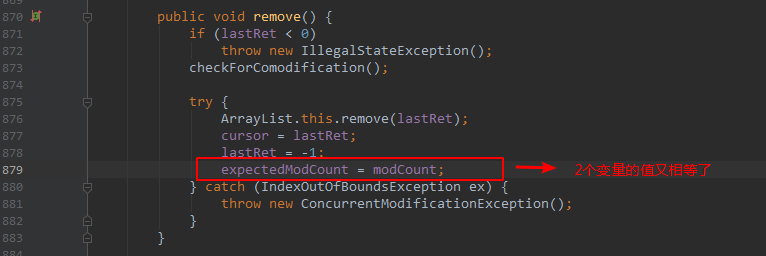 870 public void remove() {
871 if (lastRet < 0)
872 throw new IllegalStateException();
873 checkForComodification();
874
875 try {
876 ArrayList.this.remove(lastRet);
877 cursor = lastRet;
878 lastRet = -1;
879 expectedModCount = modCount; 2个变量的值又相等了
880 } catch (IndexOutOfBoundsException ex) {
881 throw new ConcurrentModificationException();
882 }
883 }